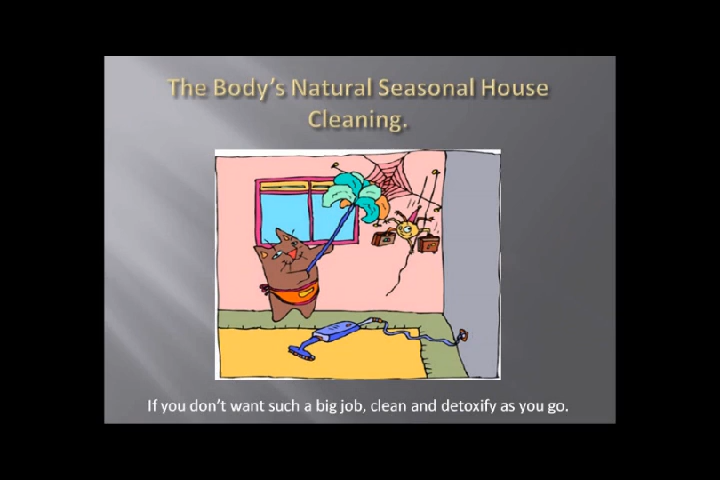 The Body's Natural Seasonal House
Cleaning.
If you don't want such a big job, clean and detoxify as you go.